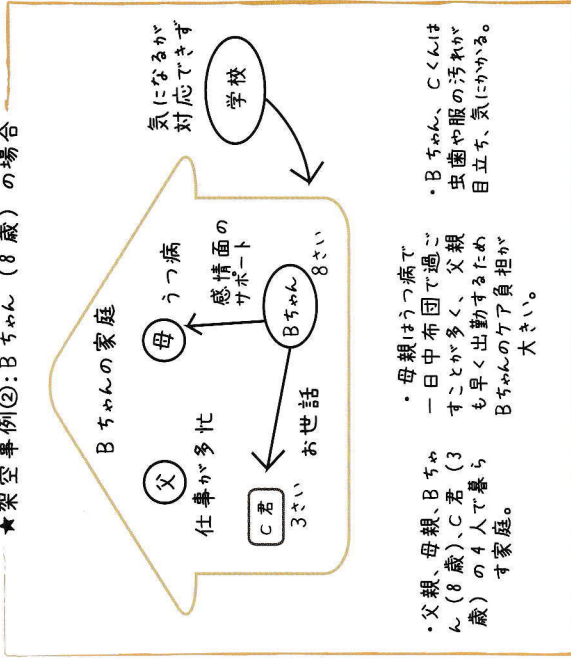 ★架空事例②:Bちゃん(8歳)の場合
Bちゃんの家庭
父
仕事が多忙
母
うつ病
感情面の
サポート
Bちゃん
8さい
お世話
C君
3さい
学校
気になるが
対応できず
・父親、母親、Bちゃ
ん(8歳)、C君(3
歳)の4人で暮ら
す家庭。
・母親はうつ病で
一日中布団で過ご
すことが多く、父親
も早く出勤するため
Bちゃんのケア負担が
大きい。
・Bちゃん、Cくんは
虫歯や服の汚れが
目立ち、気にかかる。